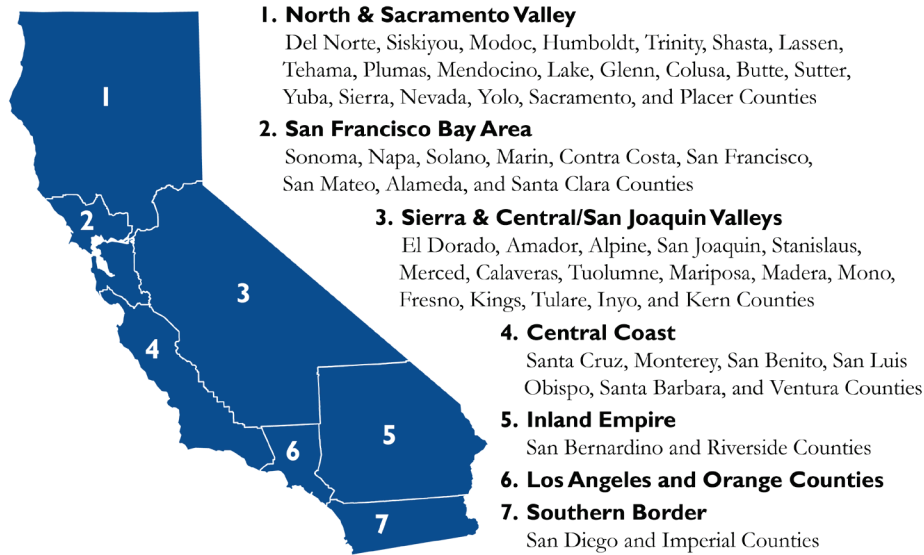 1. North & Sacramento Valley
Del Norte, Siskiyou, Modoc, Humboldt, Trinity, Shasta, Lassen,
Tehama, Plumas, Mendocino, Lake, Glenn, Colusa, Butte, Sutter,
Yuba, Sierra, Nevada, Yolo, Sacramento, and Placer Counties
2. San Francisco Bay Area
Sonoma, Napa, Solano, Marin, Contra Costa, San Francisco,
San Mateo, Alameda, and Santa Clara Counties
3. Sierra & Central/San Joaquin Valleys
El Dorado, Amador, Alpine, San Joaquin, Stanislaus,
Merced, Calaveras, Tuolumne, Mariposa, Madera, Mono,
Fresno, Kings, Tulare, Inyo, and Kern Counties
4. Central Coast
Santa Cruz, Monterey, San Benito, San Luis
Obispo, Santa Barbara, and Ventura Counties
5. Inland Empire
San Bernardino and Riverside Counties
6. Los Angeles and Orange Counties
7. Southern Border
San Diego and Imperial Counties
1
2
3
4
5
6
7